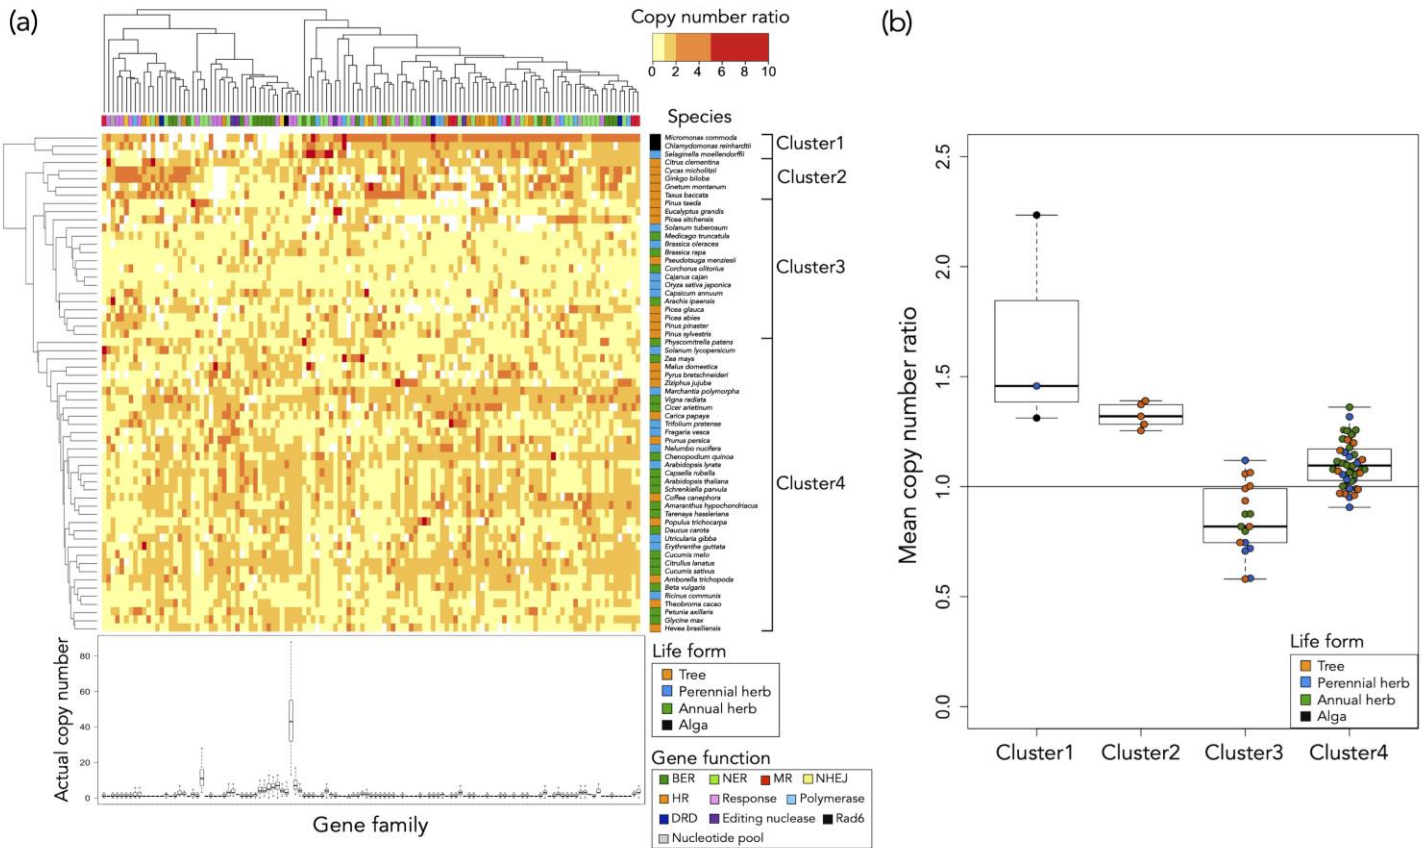 (a)
Copy number ratio
0 2 4 6 8 10
Species
Micromonas commoda
Chlamydomonas reinhardtii
Selaginella moellendorffii
Citrus clementina
Cycas micholitzii
Ginkgo biloba
Gnetum montanum
Taxus baccata
Pinus taeda
Eucalyptus grandis
Picea sitchensis
Solanum tuberosum
Medicago truncatula
Brassica oleracea
Brassica rapa
Pseudotsuga menziesii
Corchorus olitorius
Cajanus cajan
Oryza sativa japonica
Capsicum annuum
Arachis ipaensis
Picea glauca
Picea abies
Pinus pinaster
Pinus sylvestris
Physcomitrella patens
Solanum lycopersicum
Zea mays
Malus domestica
Pyrus bretschneideri
Ziziphus jujuba
Marchantia polymorpha
Vigna radiata
Cicer arietinum
Carica papaya
Trifolium pratense
Fragaria vesca
Prunus persica
Nelumbo nucifera
Chenopodium quinoa
Arabidopsis lyrata
Capsella rubella
Arabidopsis thaliana
Schrenkiella parvula
Coffea canephora
Amaranthus hypochondriacus
Tarenaya hassleriana
Populus trichocarpa
Daucus carota
Utricularia gibba
Erythranthe guttata
Cucumis melo
Citrullus lanatus
Cucumis sativus
Amborella trichopoda
Beta vulgaris
Ricinus communis
Theobroma cacao
Petunia axillaris
Glycine max
Hevea brasiliensis
Cluster1
Cluster2
Cluster3
Cluster4
Actual copy number
80
60
40
20
0
Gene family
Life form
Tree
Perennial herb
Annual herb
Alga
Gene function
BER NER MR NHEJ
HR Response Polymerase
DRD Editing nuclease Rad6
Nucleotide pool
(b)
Mean copy number ratio
2.5
2.0
1.5
1.0
0.5
0.0
Life form
Tree
Perennial herb
Annual herb
Alga
Cluster1 Cluster2 Cluster3 Cluster4